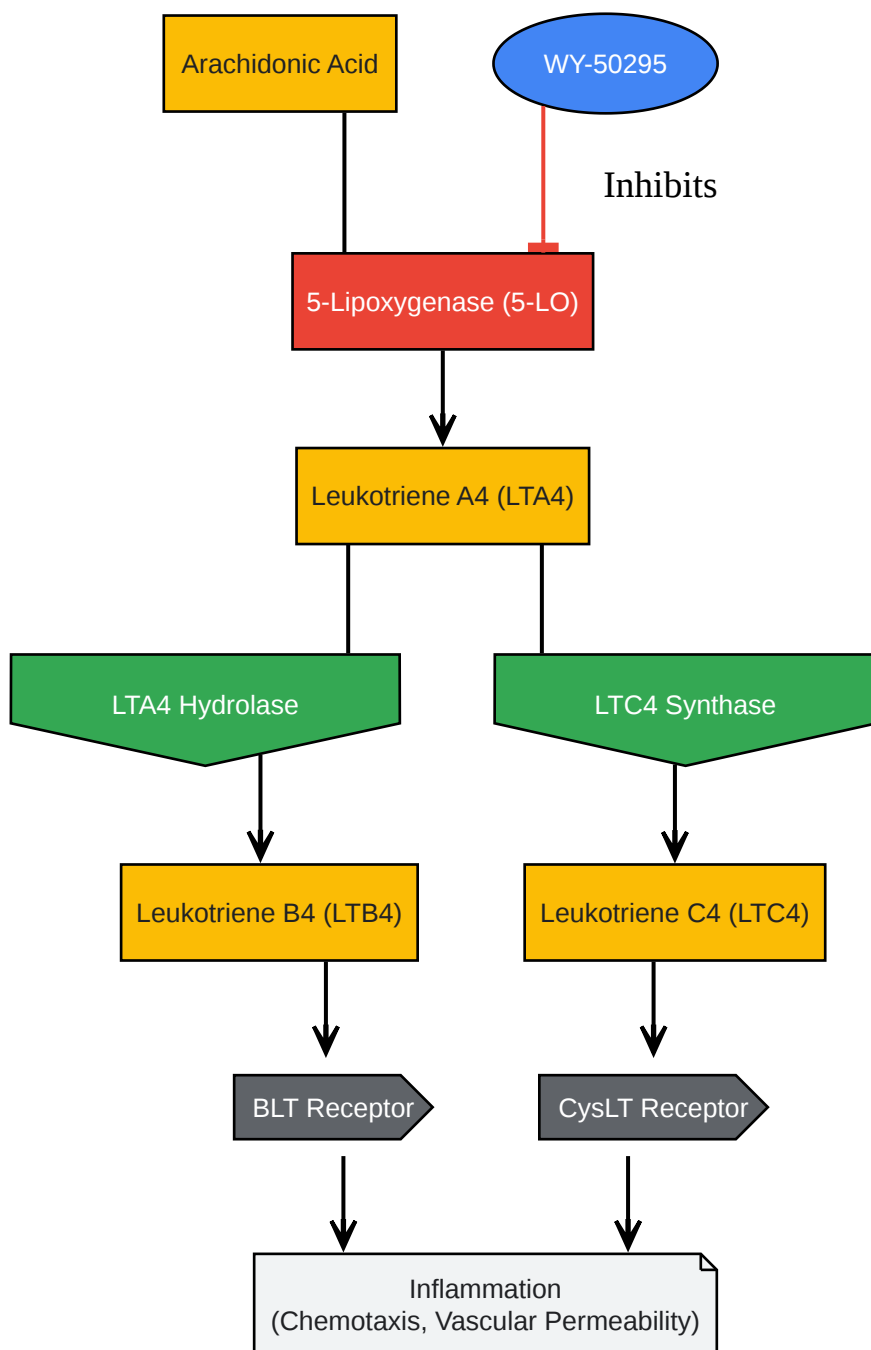 Arachidonic Acid
WY-50295
Inhibits
5-Lipoxygenase (5-LO)
Leukotriene A4 (LTA4)
LTA4 Hydrolase
LTC4 Synthase
Leukotriene B4 (LTB4)
Leukotriene C4 (LTC4)
BLT Receptor
CysLT Receptor
Inflammation
(Chemotaxis, Vascular Permeability)